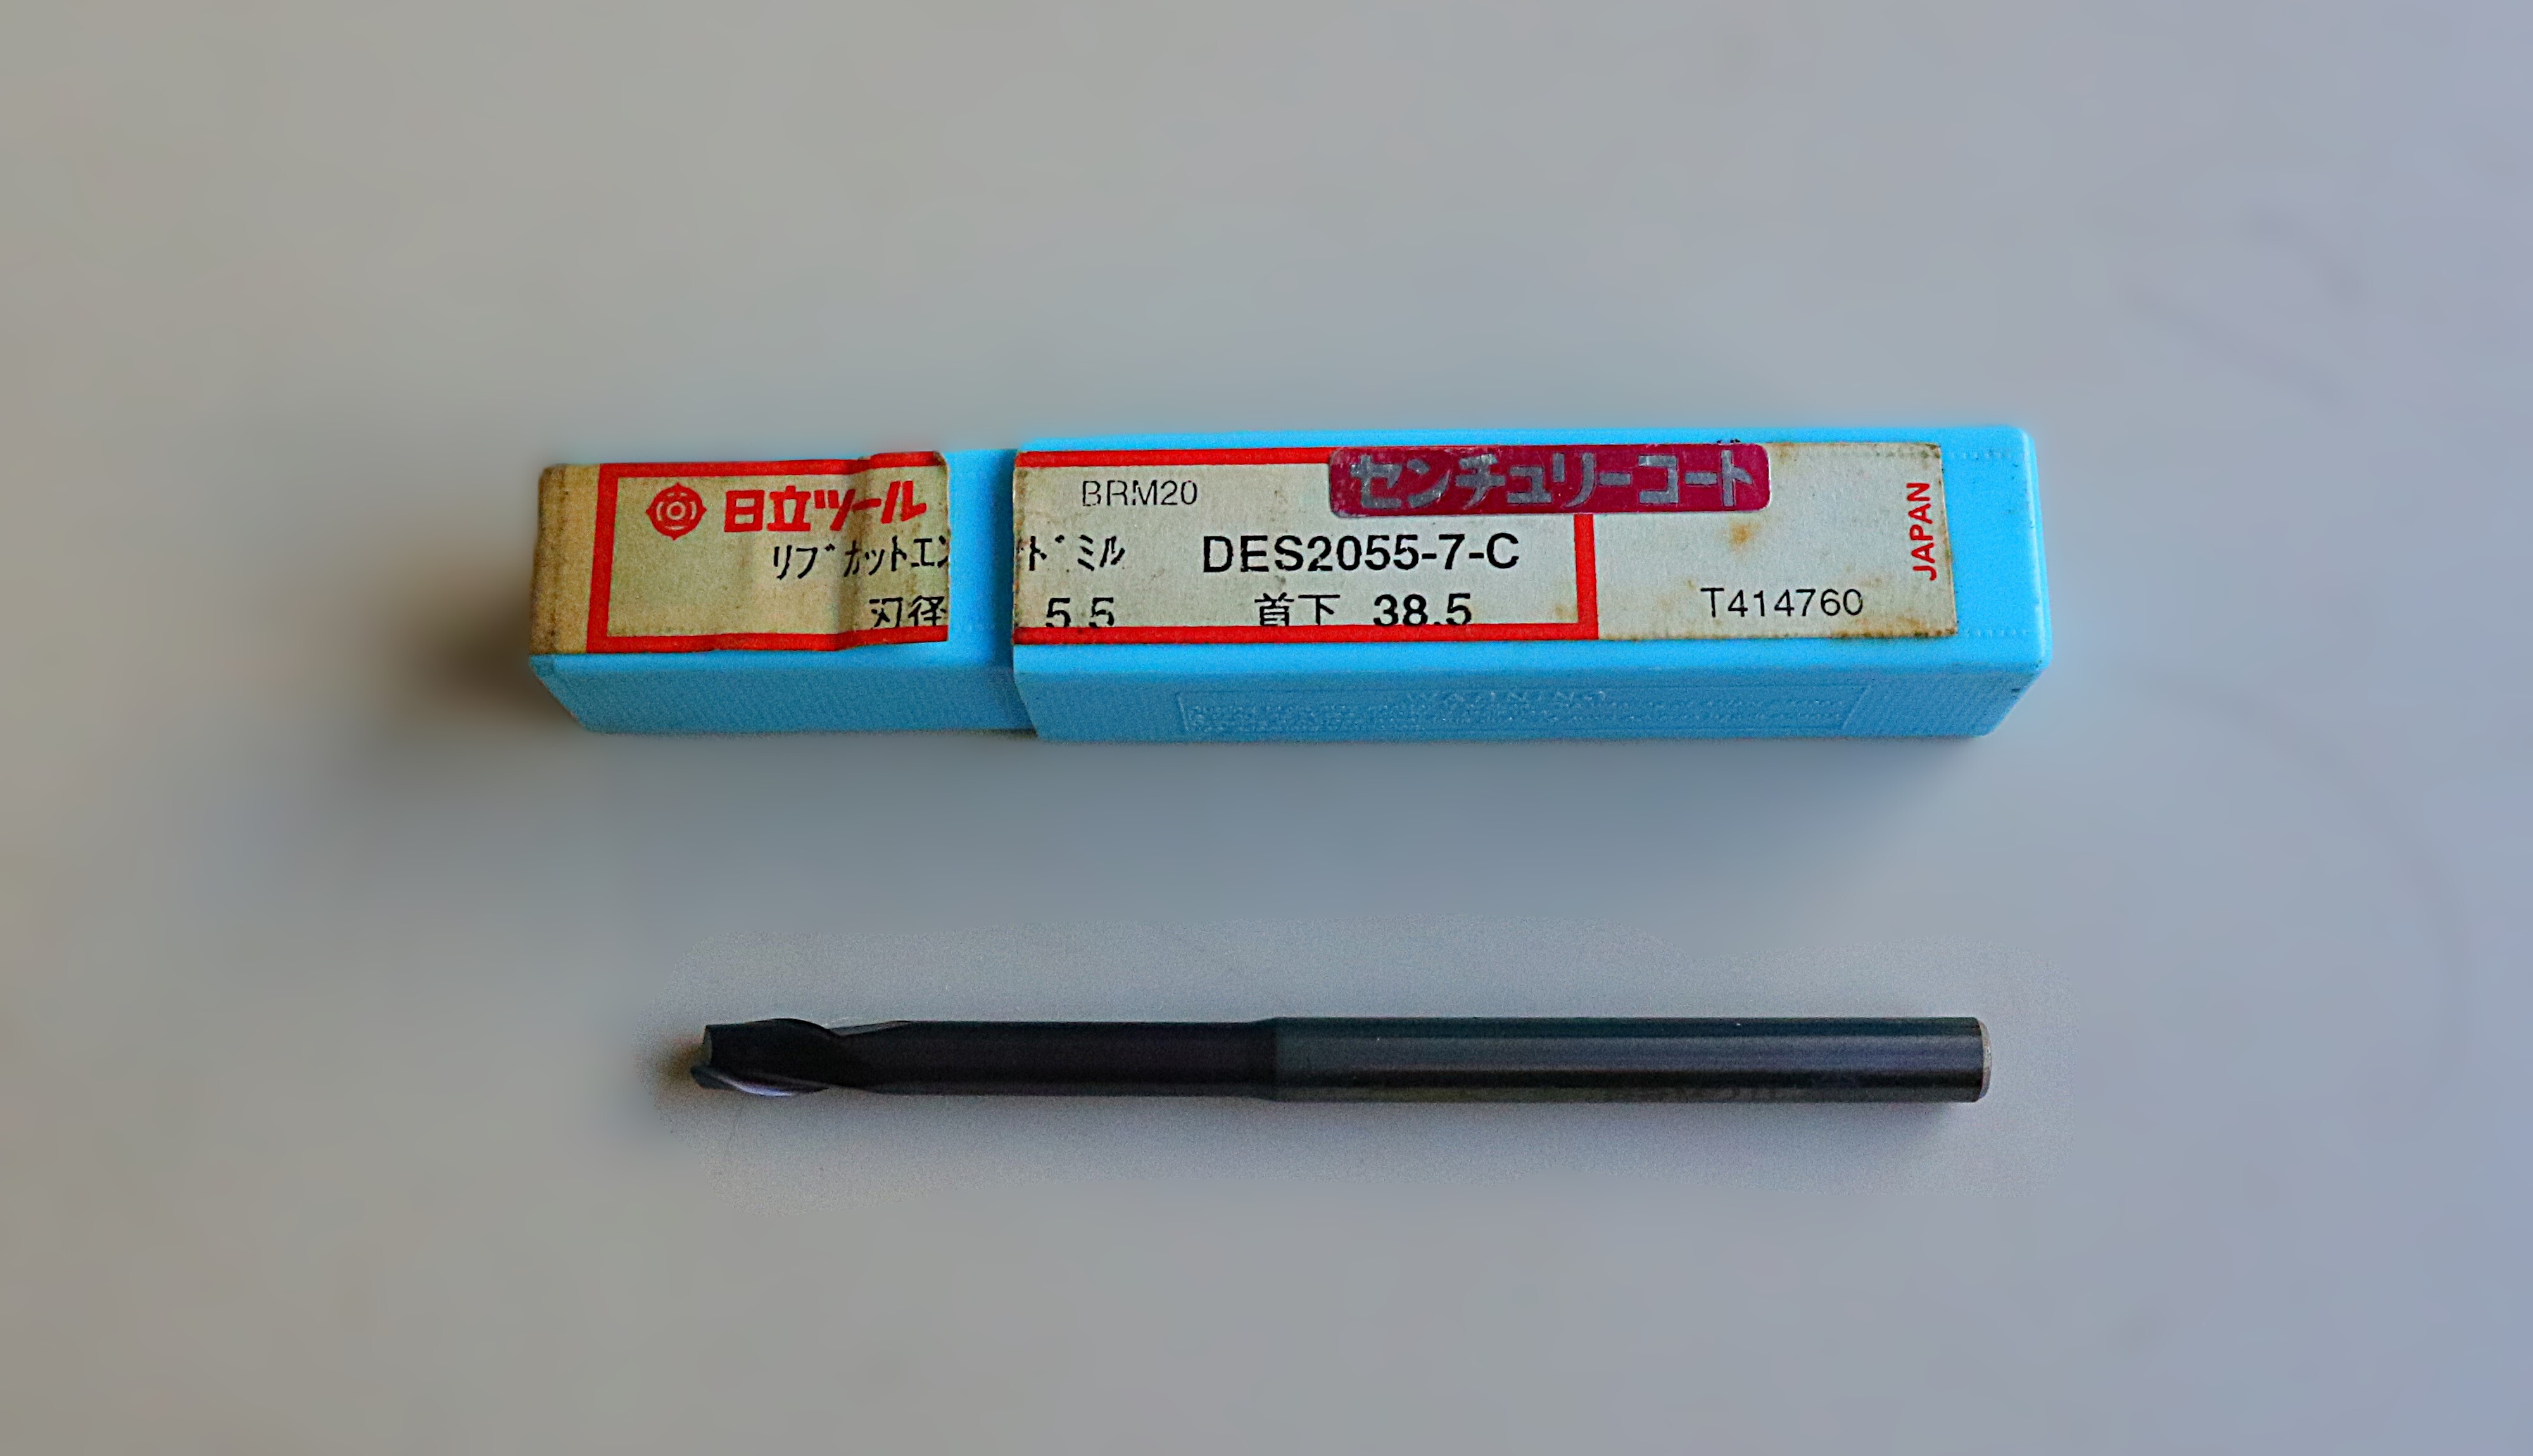 日立ツール
BRM20
センチュリーコート
リブカットエンドミル DES2055-7-C
刃径 5.5 首下 38.5
T414760
JAPAN
WARNING